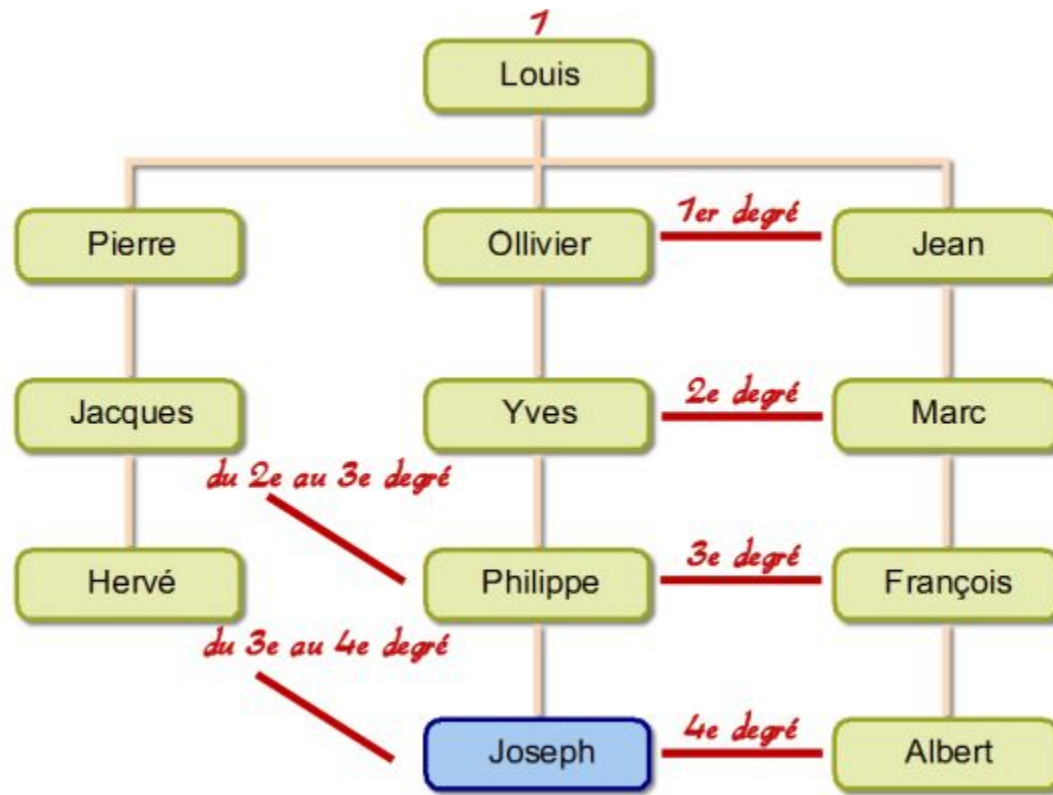 1
Louis
1er degré
Pierre
Ollivier
Jean
2e degré
Jacques
Yves
Marc
du 2e au 3e degré
3e degré
Hervé
Philippe
François
du 3e au 4e degré
4e degré
Joseph
Albert